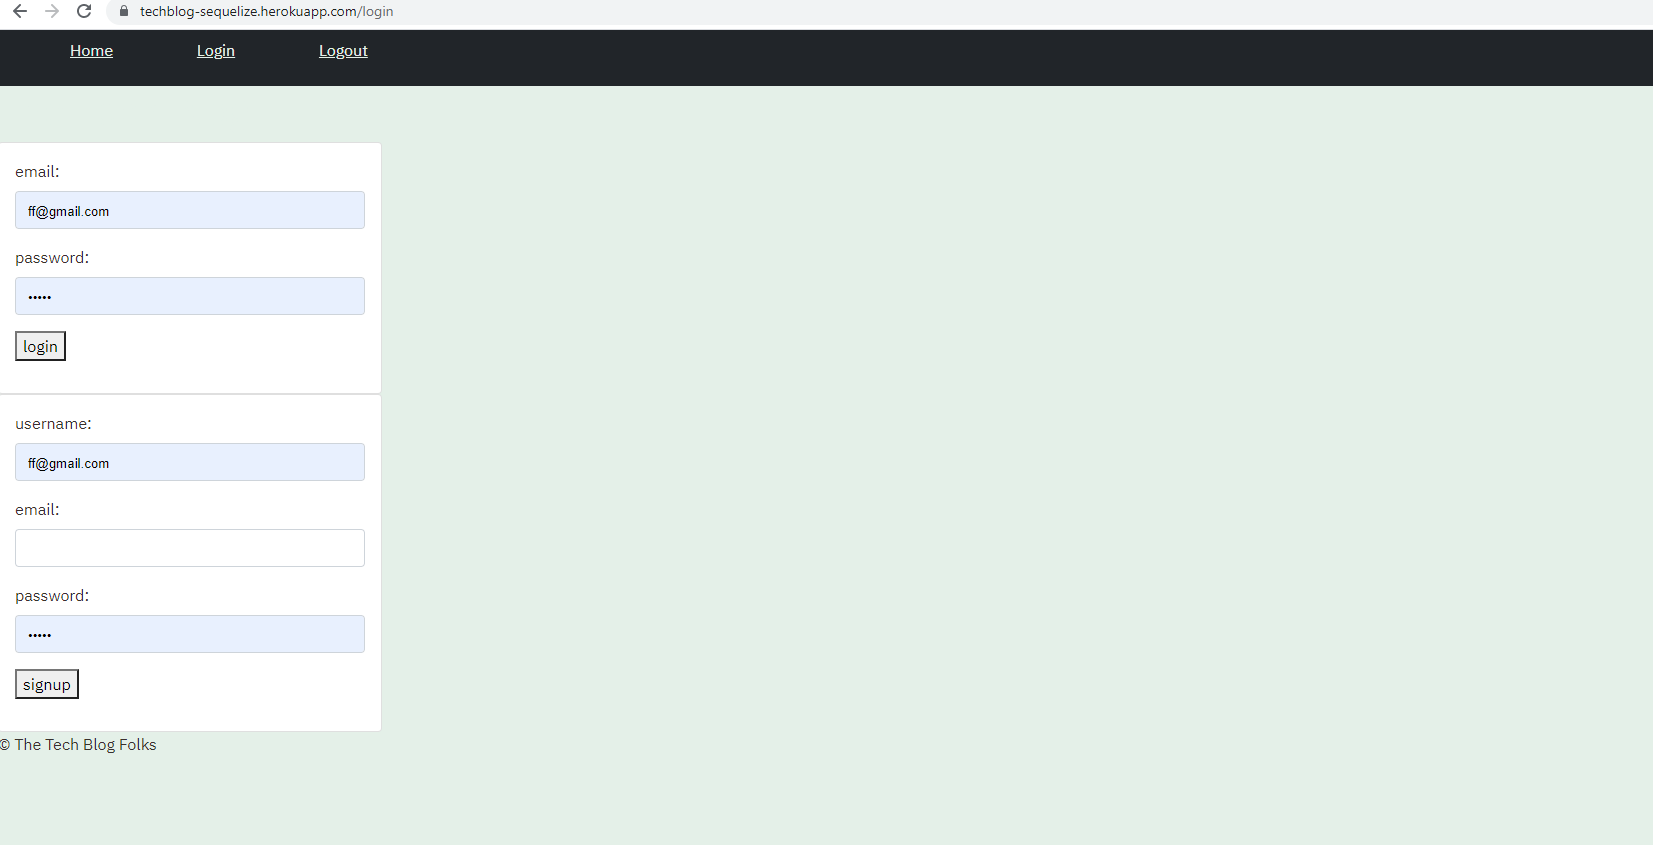 techblog-sequelize.herokuapp.com/login
Home Login Logout
email:
ff@gmail.com
password:
•••••
login
username:
ff@gmail.com
email:
password:
•••••
signup
© The Tech Blog Folks